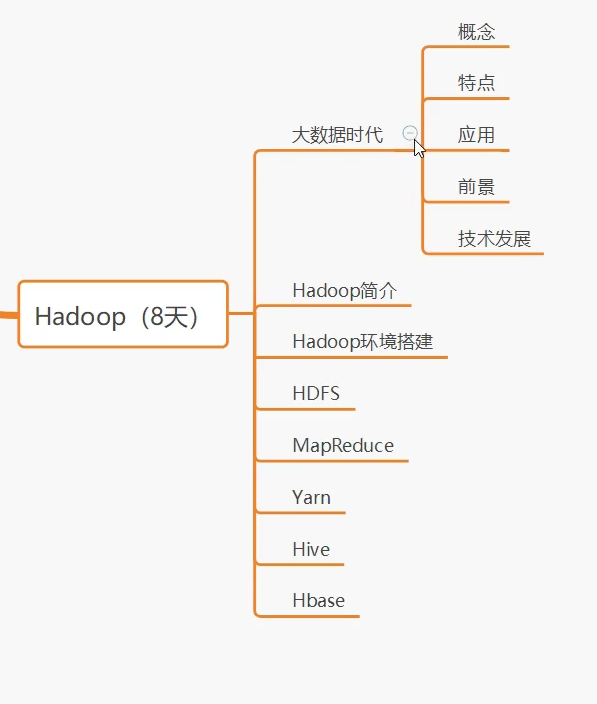 概念
特点
大数据时代
应用
前景
技术发展
Hadoop简介
Hadoop（8天）
Hadoop环境搭建
HDFS
MapReduce
Yarn
Hive
Hbase